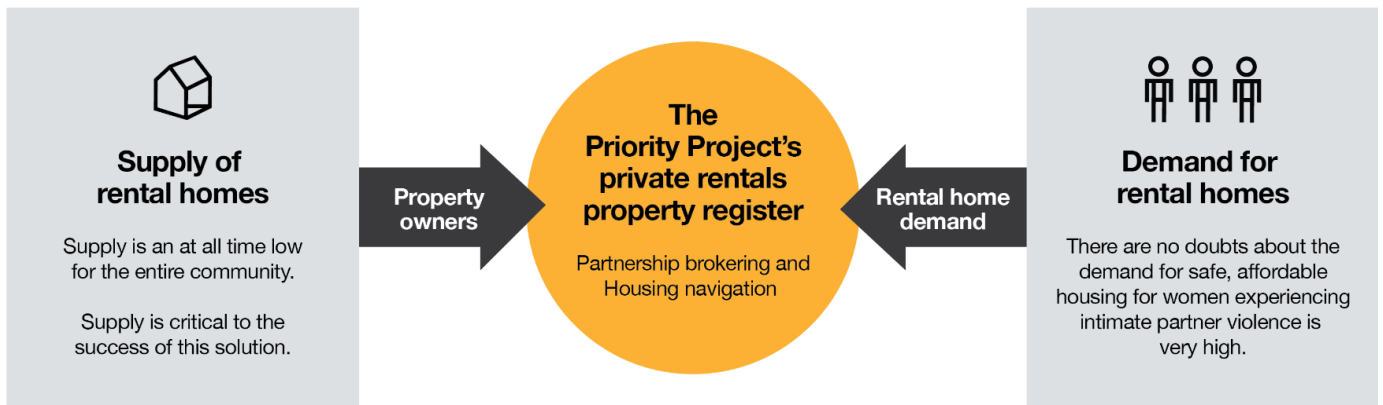 Supply of
rental homes
Supply is an at all time low
for the entire community.
Supply is critical to the
success of this solution.
Property
owners
The
Priority Project's
private rentals
property register
Partnership brokering and
Housing navigation
Rental home
demand
Demand for
rental homes
There are no doubts about the
demand for safe, affordable
housing for women experiencing
intimate partner violence is
very high.